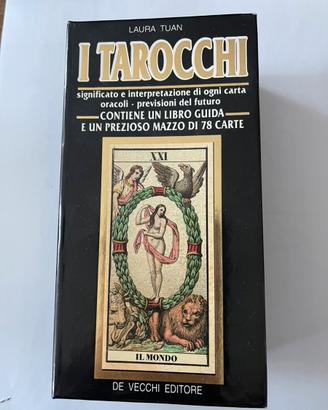 LAURA TUAN
I TAROCCHI
significato e interpretazione di ogni carta
oracoli - previsioni del futuro
CONTIENE UN LIBRO GUIDA
E UN PREZIOSO MAZZO DI 78 CARTE
XXI
IL MONDO
DE VECCHI EDITORE